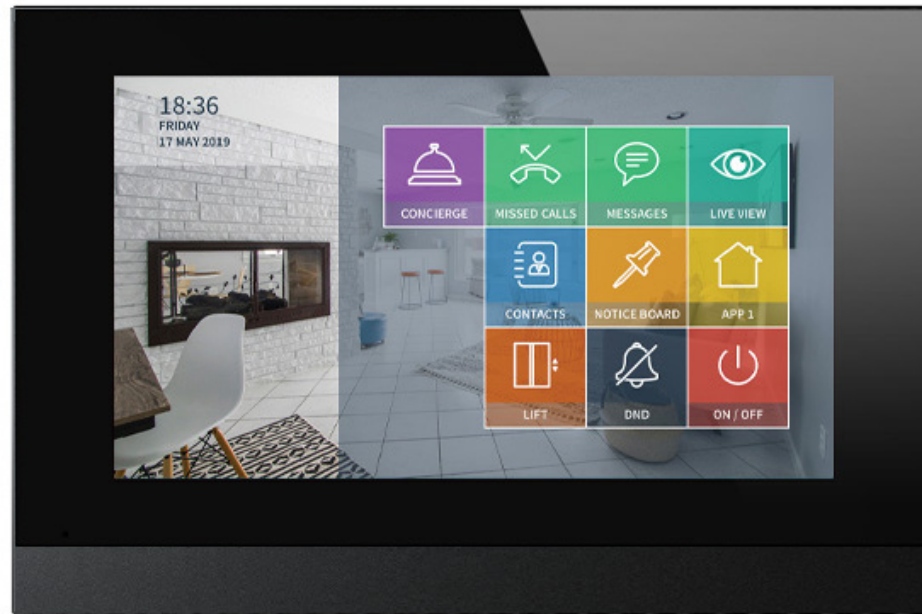 18:36
FRIDAY
17 MAY 2019
CONCIERGE
MISSED CALLS
MESSAGES
LIVE VIEW
CONTACTS
NOTICE BOARD
APP 1
LIFT
DND
ON / OFF